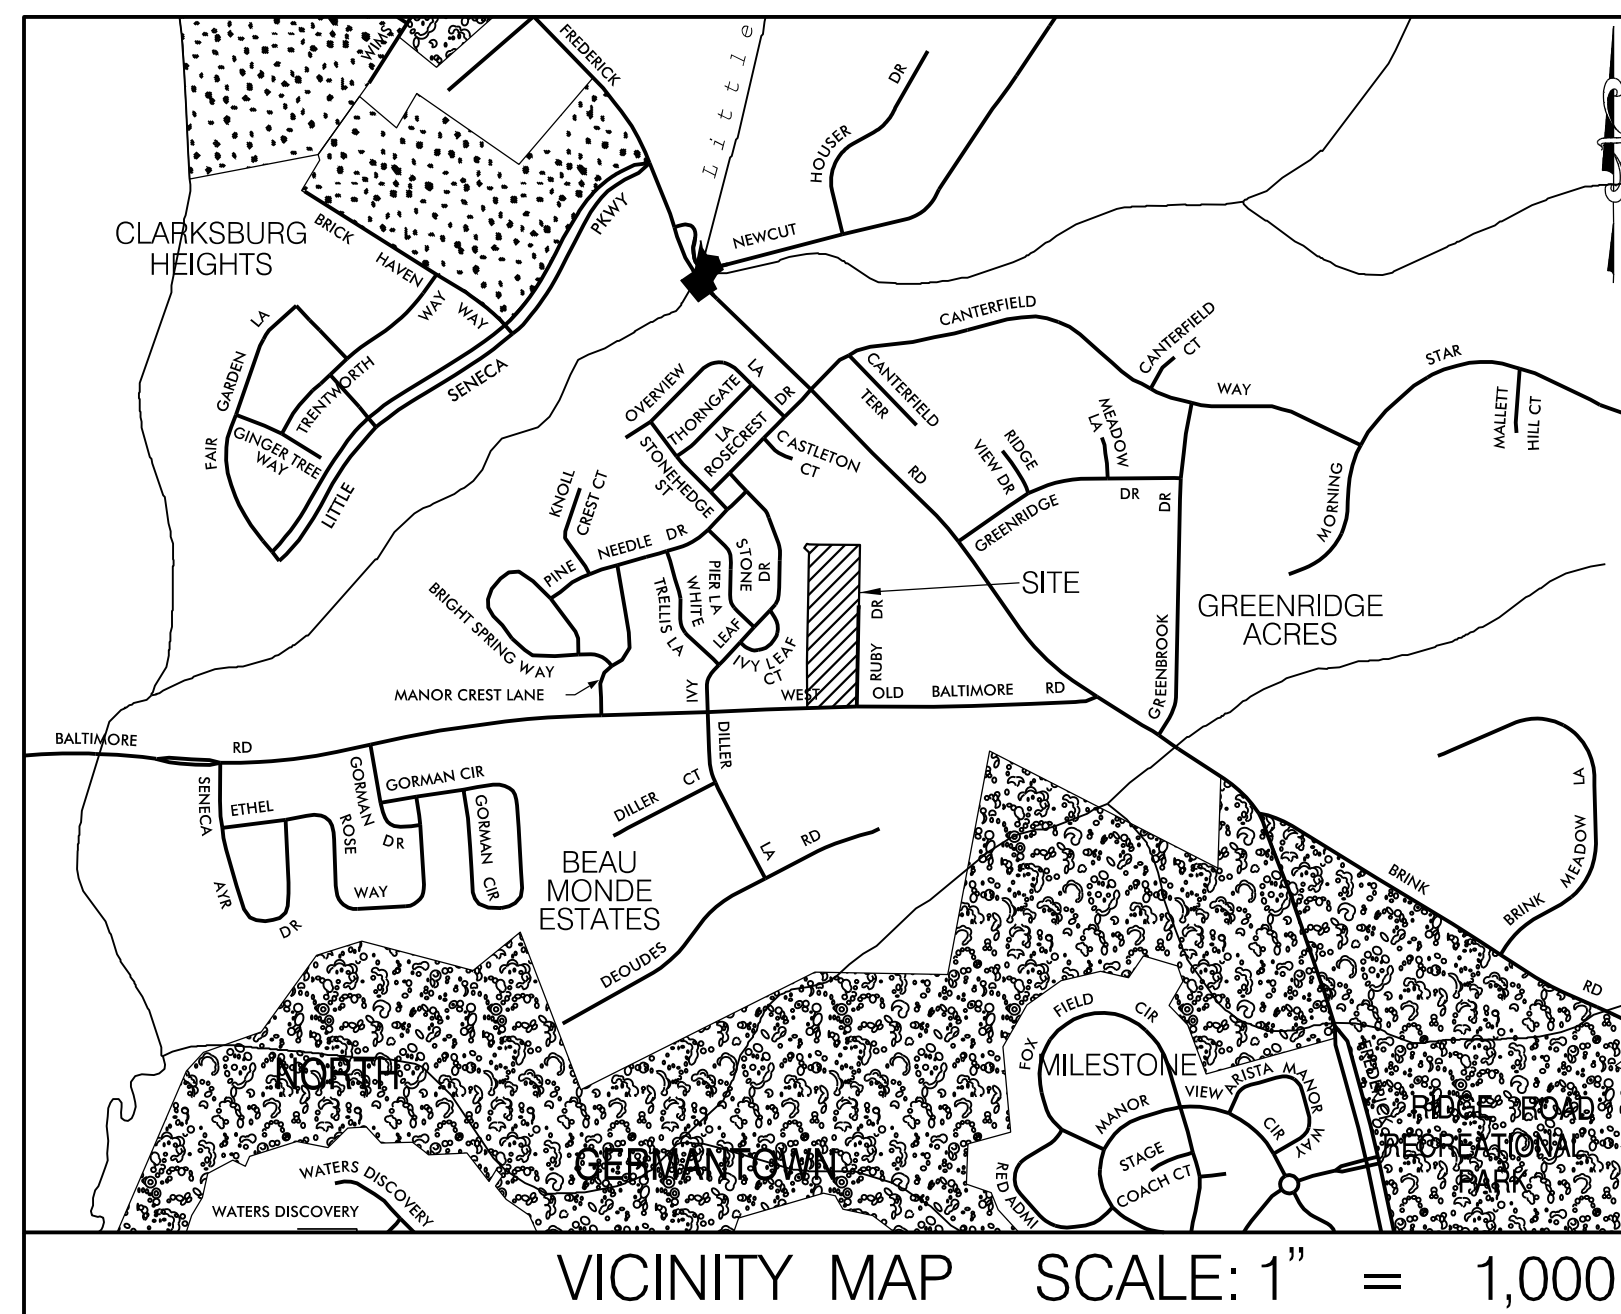 WIMS
FREDERICK
Little
DR
HOUSER
NEWCUT
PKWY
CLARKSBURG
HEIGHTS
BRICK
HAVEN
WAY
WAY
LA
GARDEN
FAIR
TRENTWORTH
GINGER TREE
WAY
SENECA
LITTLE
CANTERFIELD
CANTERFIELD
CT
WAY
STAR
MALLETT
HILL CT
MORNING
CANTERFIELD
TERR
OVERVIEW
LA
THORNGATE
LA
DR
ROSECREST
CASTLETON
CT
STONEHEDGE
ST
RD
RIDGE
VIEW DR
MEADOW
LA
GREENRIDGE
DR
DR
KNOLL
CREST CT
NEEDLE
DR
PINE
STONE
DR
PIER LA
WHITE
TRELLIS LA
LEAF
IVY LEAF
CT
IVY
BRIGHT SPRING WAY
MANOR CREST LANE
SITE
RUBY
DR
WEST
OLD
BALTIMORE
RD
GREENRIDGE
ACRES
GREENBROOK
BALTIMORE
RD
SENECA
ETHEL
ROSE
WAY
GORMAN
DR
GORMAN CIR
GORMAN CIR
AYR
DR
DILLER
DILLER
CT
LA
RD
DEOUDES
BEAU
MONDE
ESTATES
BRINK
BRINK
MEADOW
LA
RD
NORTH
GERMANTOWN
FIELD
CIR
FOX
MILESTONE
MANOR
VIEW
ARISTA
MANOR
WAY
CIR
STAGE
COACH CT
RED ADMI
RIDGE ROAD
RECREATIONAL
PARK
WATERS DISCOVERY
WATERS DISCOVERY
VICINITY MAP SCALE: 1" = 1,000